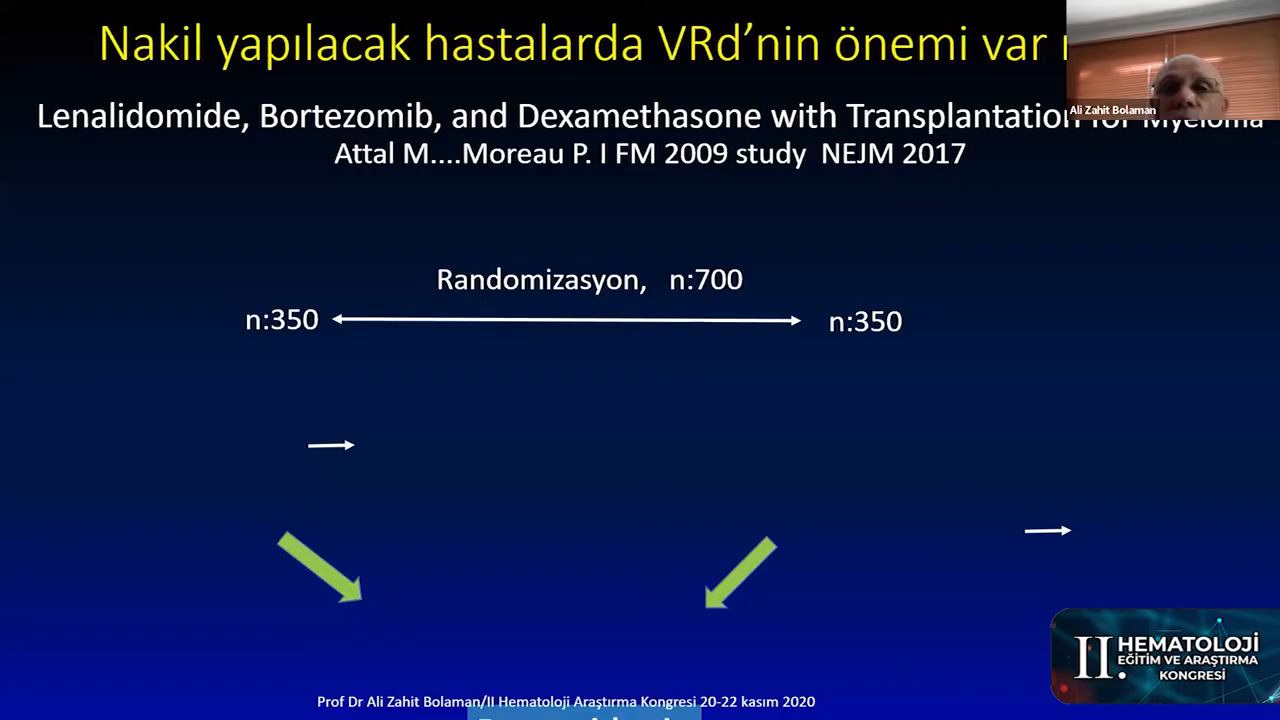 Nakil yapılacak hastalarda VRd’nin önemi var
Ali Zahit Bolaman
Lenalidomide, Bortezomib, and Dexamethasone with Transplantation for Myeloma
Attal M....Moreau P. I FM 2009 study NEJM 2017
Randomizasyon, n:700
n:350
n:350
II. HEMATOLOJİ
EĞİTİM VE ARAŞTIRMA
KONGRESİ
Prof Dr Ali Zahit Bolaman/II Hematoloji Araştırma Kongresi 20-22 kasım 2020